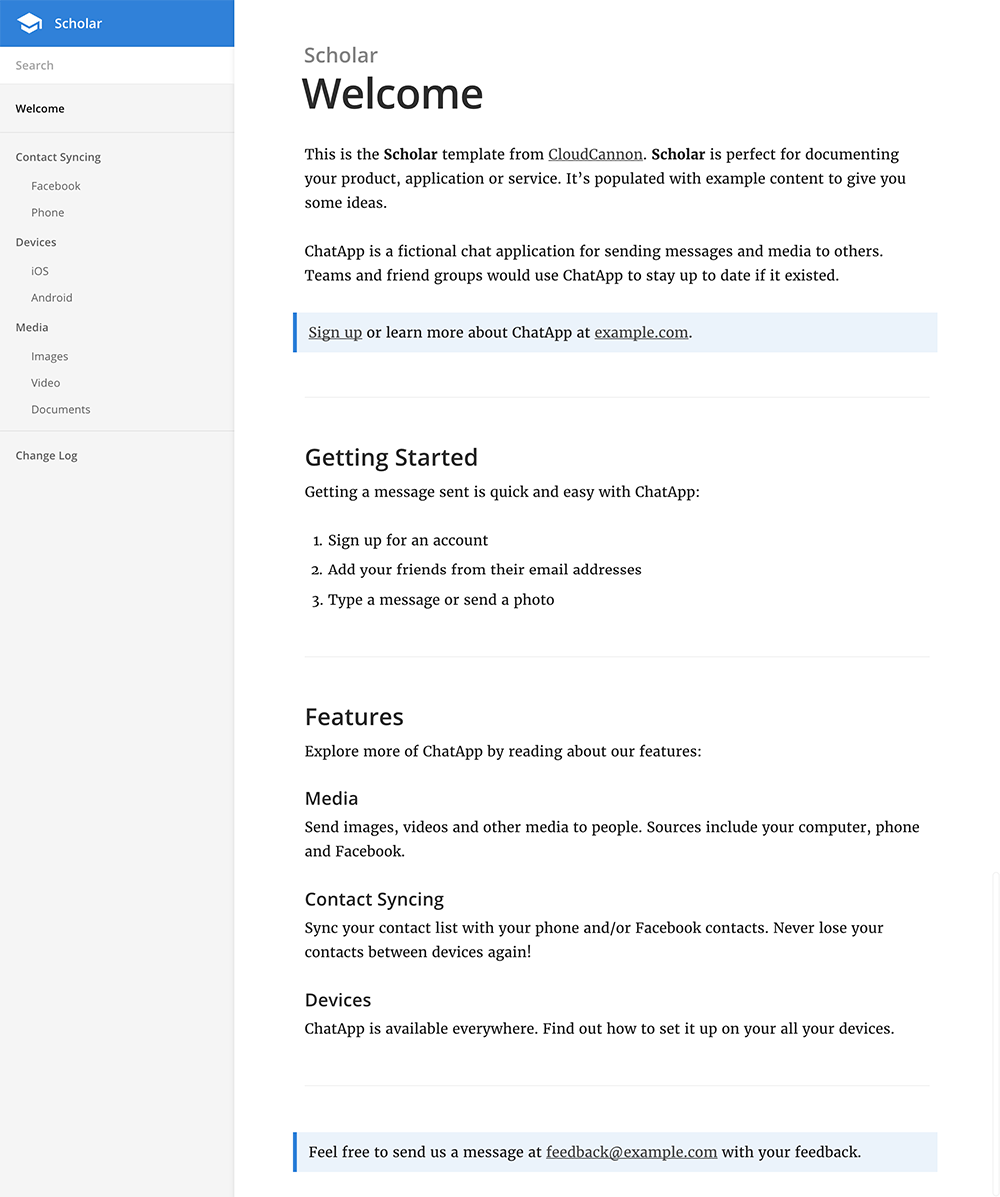 Scholar
Search
Welcome
Contact Syncing
Facebook
Phone
Devices
iOS
Android
Media
Images
Video
Documents
Change Log
Scholar
Welcome
This is the Scholar template from CloudCannon. Scholar is perfect for documenting
your product, application or service. It’s populated with example content to give you
some ideas.
ChatApp is a fictional chat application for sending messages and media to others.
Teams and friend groups would use ChatApp to stay up to date if it existed.
Sign up or learn more about ChatApp at example.com.
Getting Started
Getting a message sent is quick and easy with ChatApp:
1. Sign up for an account
2. Add your friends from their email addresses
3. Type a message or send a photo
Features
Explore more of ChatApp by reading about our features:
Media
Send images, videos and other media to people. Sources include your computer, phone
and Facebook.
Contact Syncing
Sync your contact list with your phone and/or Facebook contacts. Never lose your
contacts between devices again!
Devices
ChatApp is available everywhere. Find out how to set it up on your all your devices.
Feel free to send us a message at feedback@example.com with your feedback.